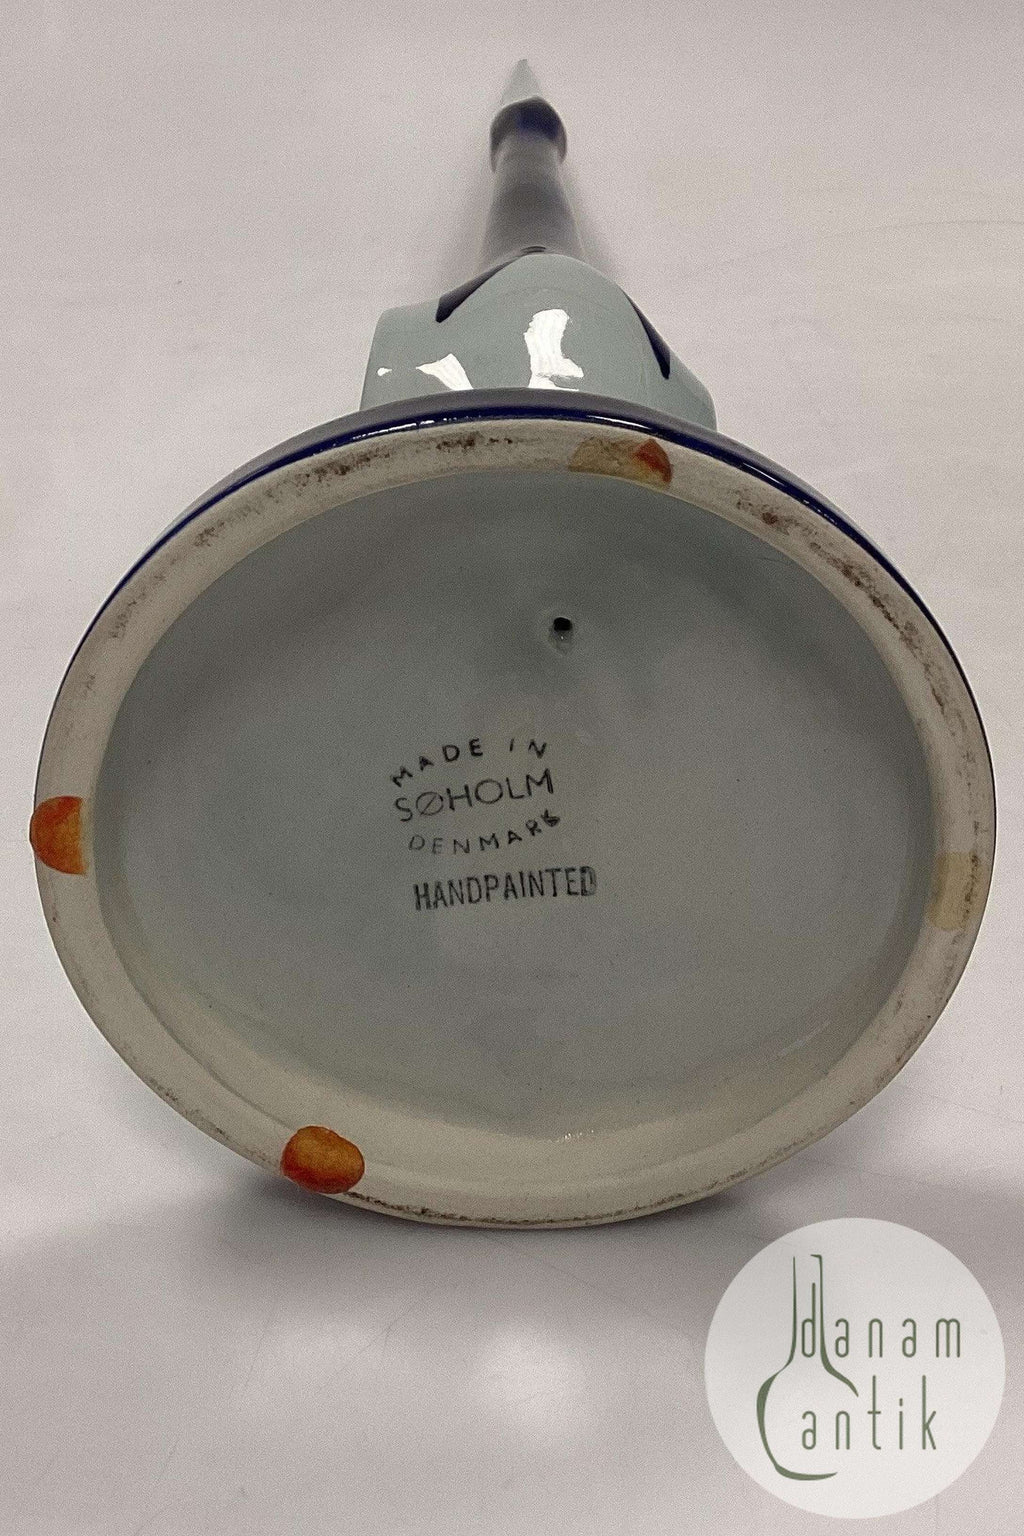 MADE IN
SØHOLM
DENMARK
HANDPAINTED
danam
antik